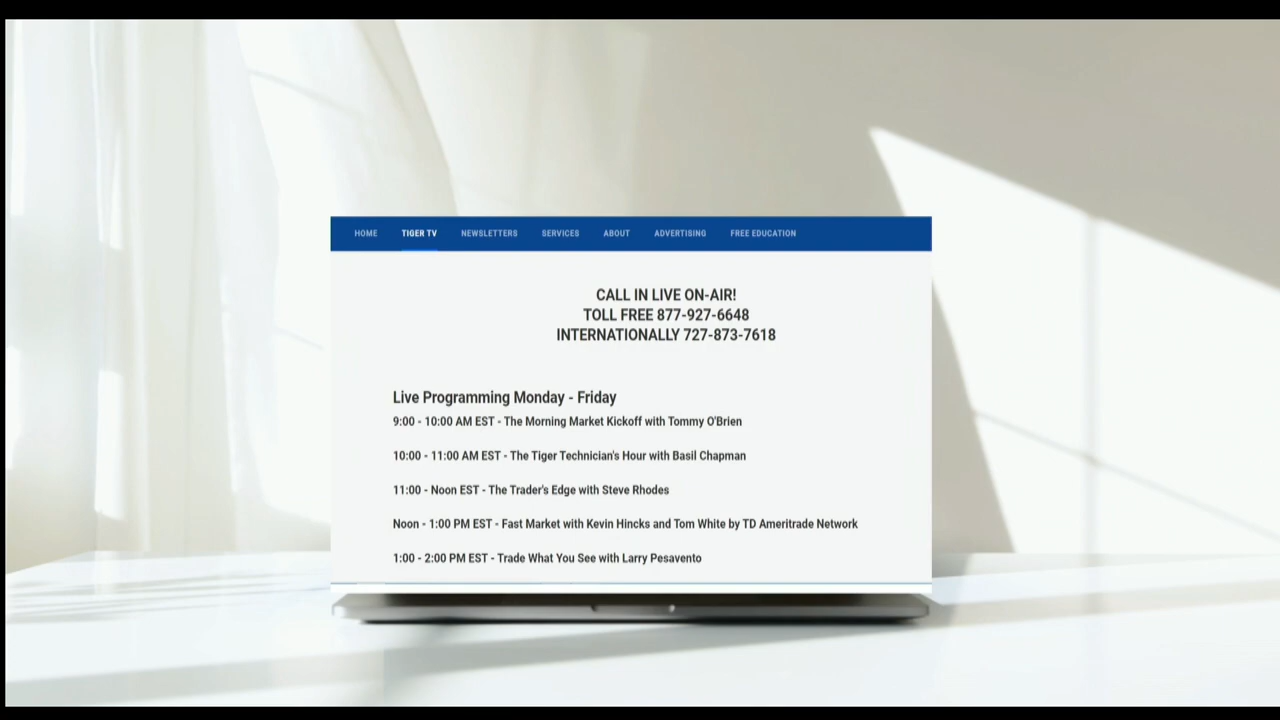 HOME TIGER TV NEWSLETTERS SERVICES ABOUT ADVERTISING FREE EDUCATION
CALL IN LIVE ON-AIR!
TOLL FREE 877-927-6648
INTERNATIONALLY 727-873-7618
Live Programming Monday - Friday
9:00 - 10:00 AM EST - The Morning Market Kickoff with Tommy O'Brien
10:00 - 11:00 AM EST - The Tiger Technician's Hour with Basil Chapman
11:00 - Noon EST - The Trader's Edge with Steve Rhodes
Noon - 1:00 PM EST - Fast Market with Kevin Hincks and Tom White by TD Ameritrade Network
1:00 - 2:00 PM EST - Trade What You See with Larry Pesavento